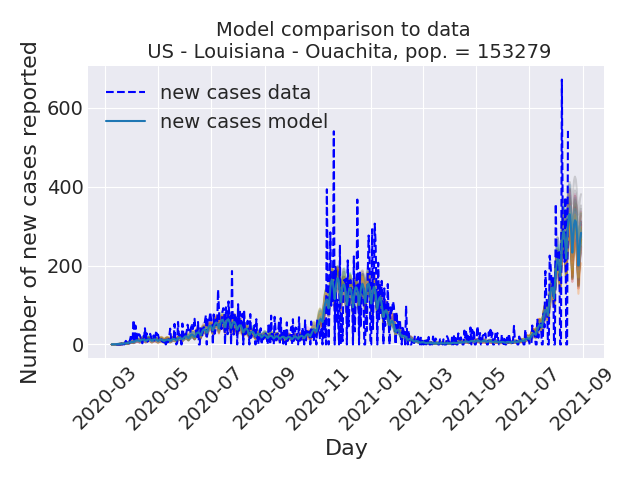 Model comparison to data
US - Louisiana - Ouachita, pop. = 153279
Number of new cases reported
600
400
200
0
new cases data
new cases model
2020-03
2020-05
2020-07
2020-09
2020-11
2021-01
2021-03
2021-05
2021-07
2021-09
Day